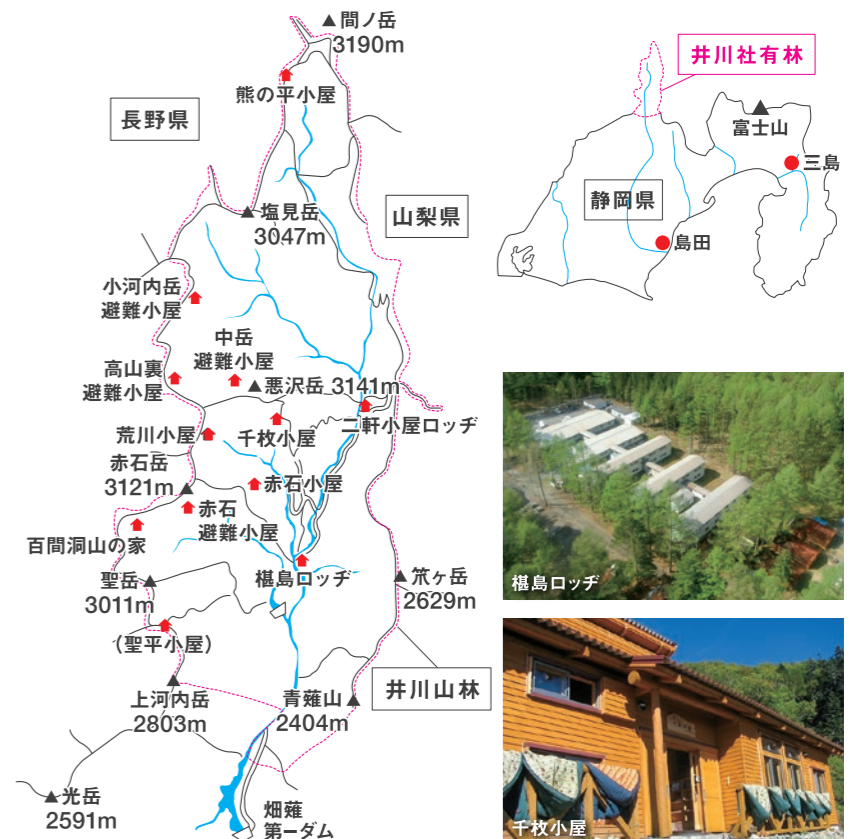 間ノ岳
3190m
熊の平小屋
長野県
山梨県
塩見岳
3047m
小河内岳
避難小屋
中岳
避難小屋
高山裏
避難小屋
悪沢岳 3141m
二軒小屋ロッヂ
千枚小屋
荒川小屋
赤石岳
3121m
赤石小屋
赤石
避難小屋
百間洞山の家
椹島ロッヂ
聖岳
3011m
笊ヶ岳
2629m
(聖平小屋)
上河内岳
2803m
青薙山
2404m
井川山林
光岳
2591m
畑薙
第一ダム
井川社有林
富士山
三島
静岡県
島田
椹島ロッヂ
千枚小屋